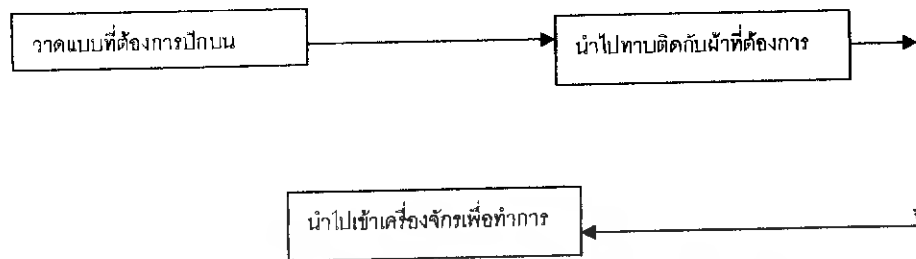 วาดแบบที่ต้องการปักบน
นำไปทาบติดกับผ้าที่ต้องการ
นำไปเข้าเครื่องจักรเพื่อทำการ